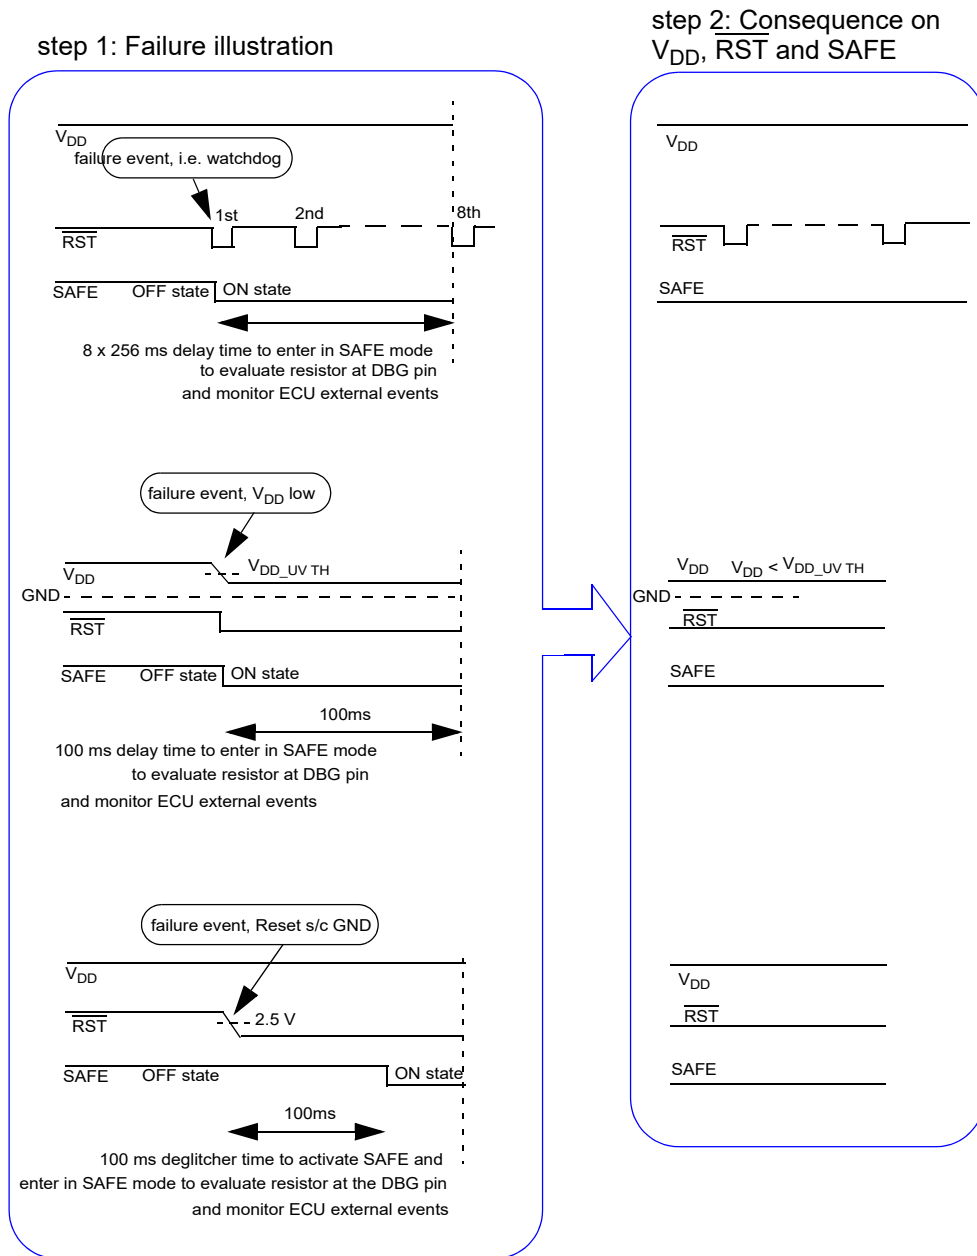 step 1: Failure illustration
step 2: Consequence on
VDD, RST and SAFE
VDD
failure event, i.e. watchdog
1st
2nd
8th
RST
SAFE
OFF state
ON state
8 x 256 ms delay time to enter in SAFE mode
to evaluate resistor at DBG pin
and monitor ECU external events
VDD
RST
SAFE
failure event, VDD low
VDD
VDD_UV TH
GND
RST
SAFE
OFF state
ON state
100ms
100 ms delay time to enter in SAFE mode
to evaluate resistor at DBG pin
and monitor ECU external events
VDD
VDD < VDD_UV TH
GND
RST
SAFE
failure event, Reset s/c GND
VDD
RST
2.5 V
SAFE
OFF state
ON state
100ms
100 ms deglitcher time to activate SAFE and
enter in SAFE mode to evaluate resistor at the DBG pin
and monitor ECU external events
VDD
RST
SAFE